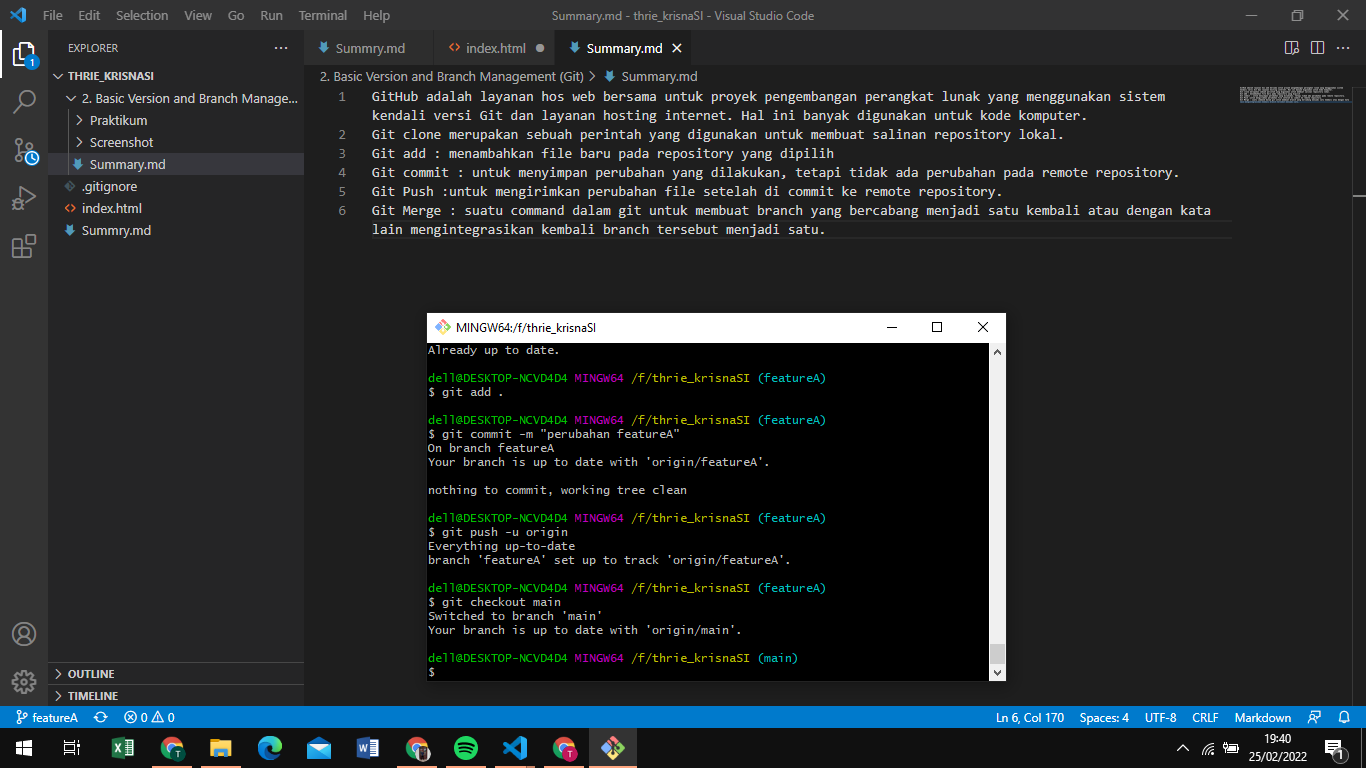 File Edit Selection View Go Run Terminal Help
Summary.md - thrie_krisnaSI - Visual Studio Code
EXPLORER
THRIE_KRISNASI
2. Basic Version and Branch Manage...
Praktikum
Screenshot
Summary.md
.gitignore
index.html
Summry.md
OUTLINE
TIMELINE
1
Summry.md index.html Summary.md
2. Basic Version and Branch Management (Git) > Summary.md
1 GitHub adalah layanan hos web bersama untuk proyek pengembangan perangkat lunak yang menggunakan sistem
kendali versi Git dan layanan hosting internet. Hal ini banyak digunakan untuk kode komputer.
2 Git clone merupakan sebuah perintah yang digunakan untuk membuat salinan repository lokal.
3 Git add : menambahkan file baru pada repository yang dipilih
4 Git commit : untuk menyimpan perubahan yang dilakukan, tetapi tidak ada perubahan pada remote repository.
5 Git Push :untuk mengirimkan perubahan file setelah di commit ke remote repository.
6 Git Merge : suatu command dalam git untuk membuat branch yang bercabang menjadi satu kembali atau dengan kata
lain mengintegrasikan kembali branch tersebut menjadi satu.
MINGW64:/f/thrie_krisnaSI
Already up to date.
dell@DESKTOP-NCVD4D4 MINGW64 /f/thrie_krisnaSI (featureA)
$ git add .
dell@DESKTOP-NCVD4D4 MINGW64 /f/thrie_krisnaSI (featureA)
$ git commit -m "perubahan featureA"
On branch featureA
Your branch is up to date with 'origin/featureA'.
nothing to commit, working tree clean
dell@DESKTOP-NCVD4D4 MINGW64 /f/thrie_krisnaSI (featureA)
$ git push -u origin
Everything up-to-date
branch 'featureA' set up to track 'origin/featureA'.
dell@DESKTOP-NCVD4D4 MINGW64 /f/thrie_krisnaSI (featureA)
$ git checkout main
Switched to branch 'main'
Your branch is up to date with 'origin/main'.
dell@DESKTOP-NCVD4D4 MINGW64 /f/thrie_krisnaSI (main)
$
featureA 0 0
Ln 6, Col 170 Spaces: 4 UTF-8 CRLF Markdown
19:40
25/02/2022
1